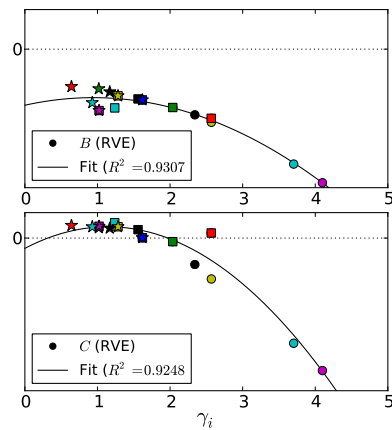 0
B (RVE)
Fit (R² =0.9307
0 1 2 3 4 5
0
C (RVE)
Fit (R² =0.9248
0 1 2 3 4 5
γᵢ